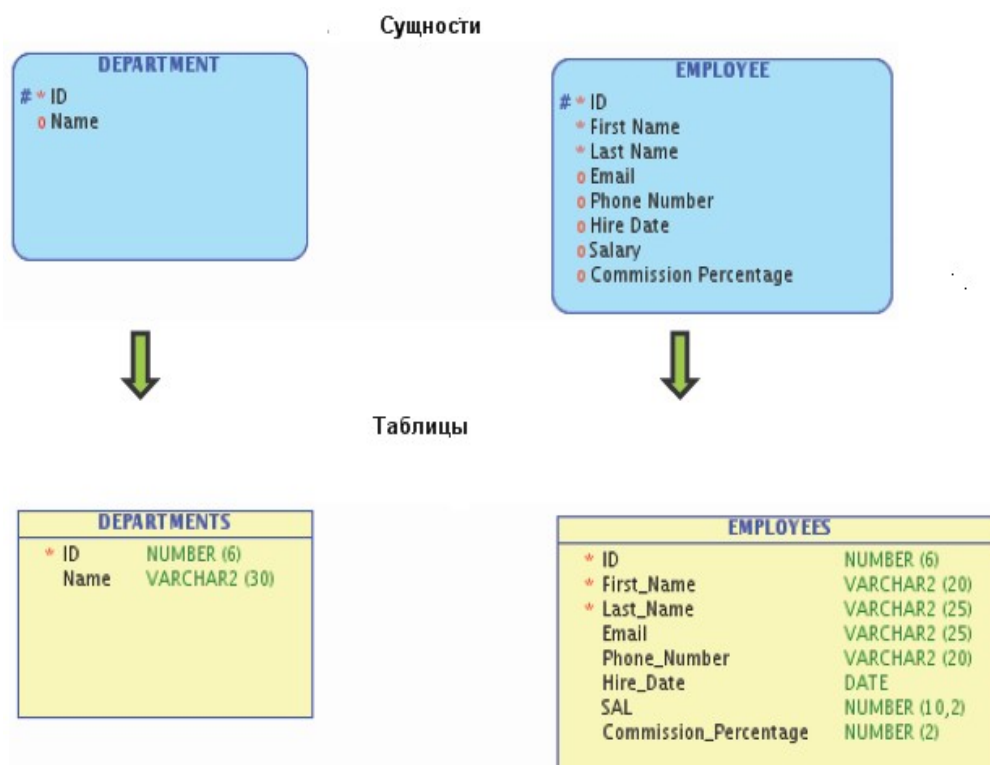 Сущности
DEPARTMENT
# * ID
o Name
EMPLOYEE
# * ID
* First Name
* Last Name
o Email
o Phone Number
o Hire Date
o Salary
o Commission Percentage
Таблицы
DEPARTMENTS
* ID NUMBER (6)
Name VARCHAR2 (30)
EMPLOYEES
* ID NUMBER (6)
* First_Name VARCHAR2 (20)
* Last_Name VARCHAR2 (25)
Email VARCHAR2 (25)
Phone_Number VARCHAR2 (20)
Hire_Date DATE
SAL NUMBER (10,2)
Commission_Percentage NUMBER (2)